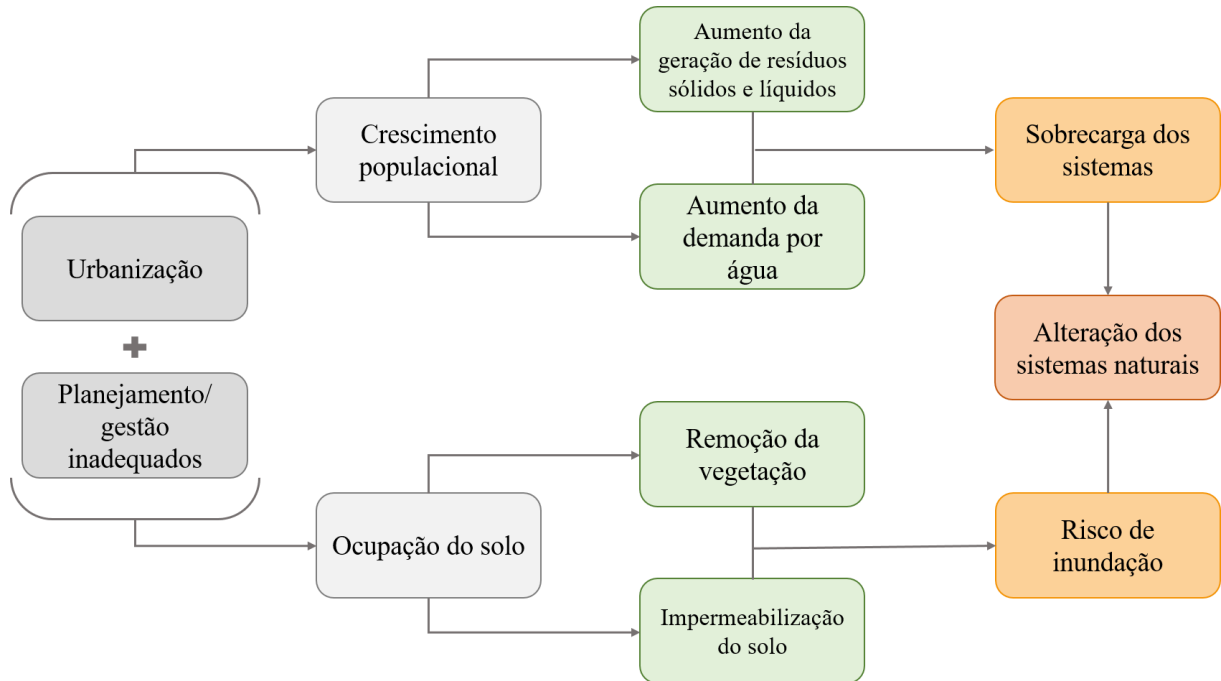 Urbanização
+
Planejamento/
gestão
inadequados
Crescimento
populacional
Aumento da
geração de resíduos
sólidos e líquidos
Aumento da
demanda por
água
Sobrecarga dos
sistemas
Alteração dos
sistemas naturais
Ocupação do solo
Remoção da
vegetação
Impermeabilização
do solo
Risco de
inundação